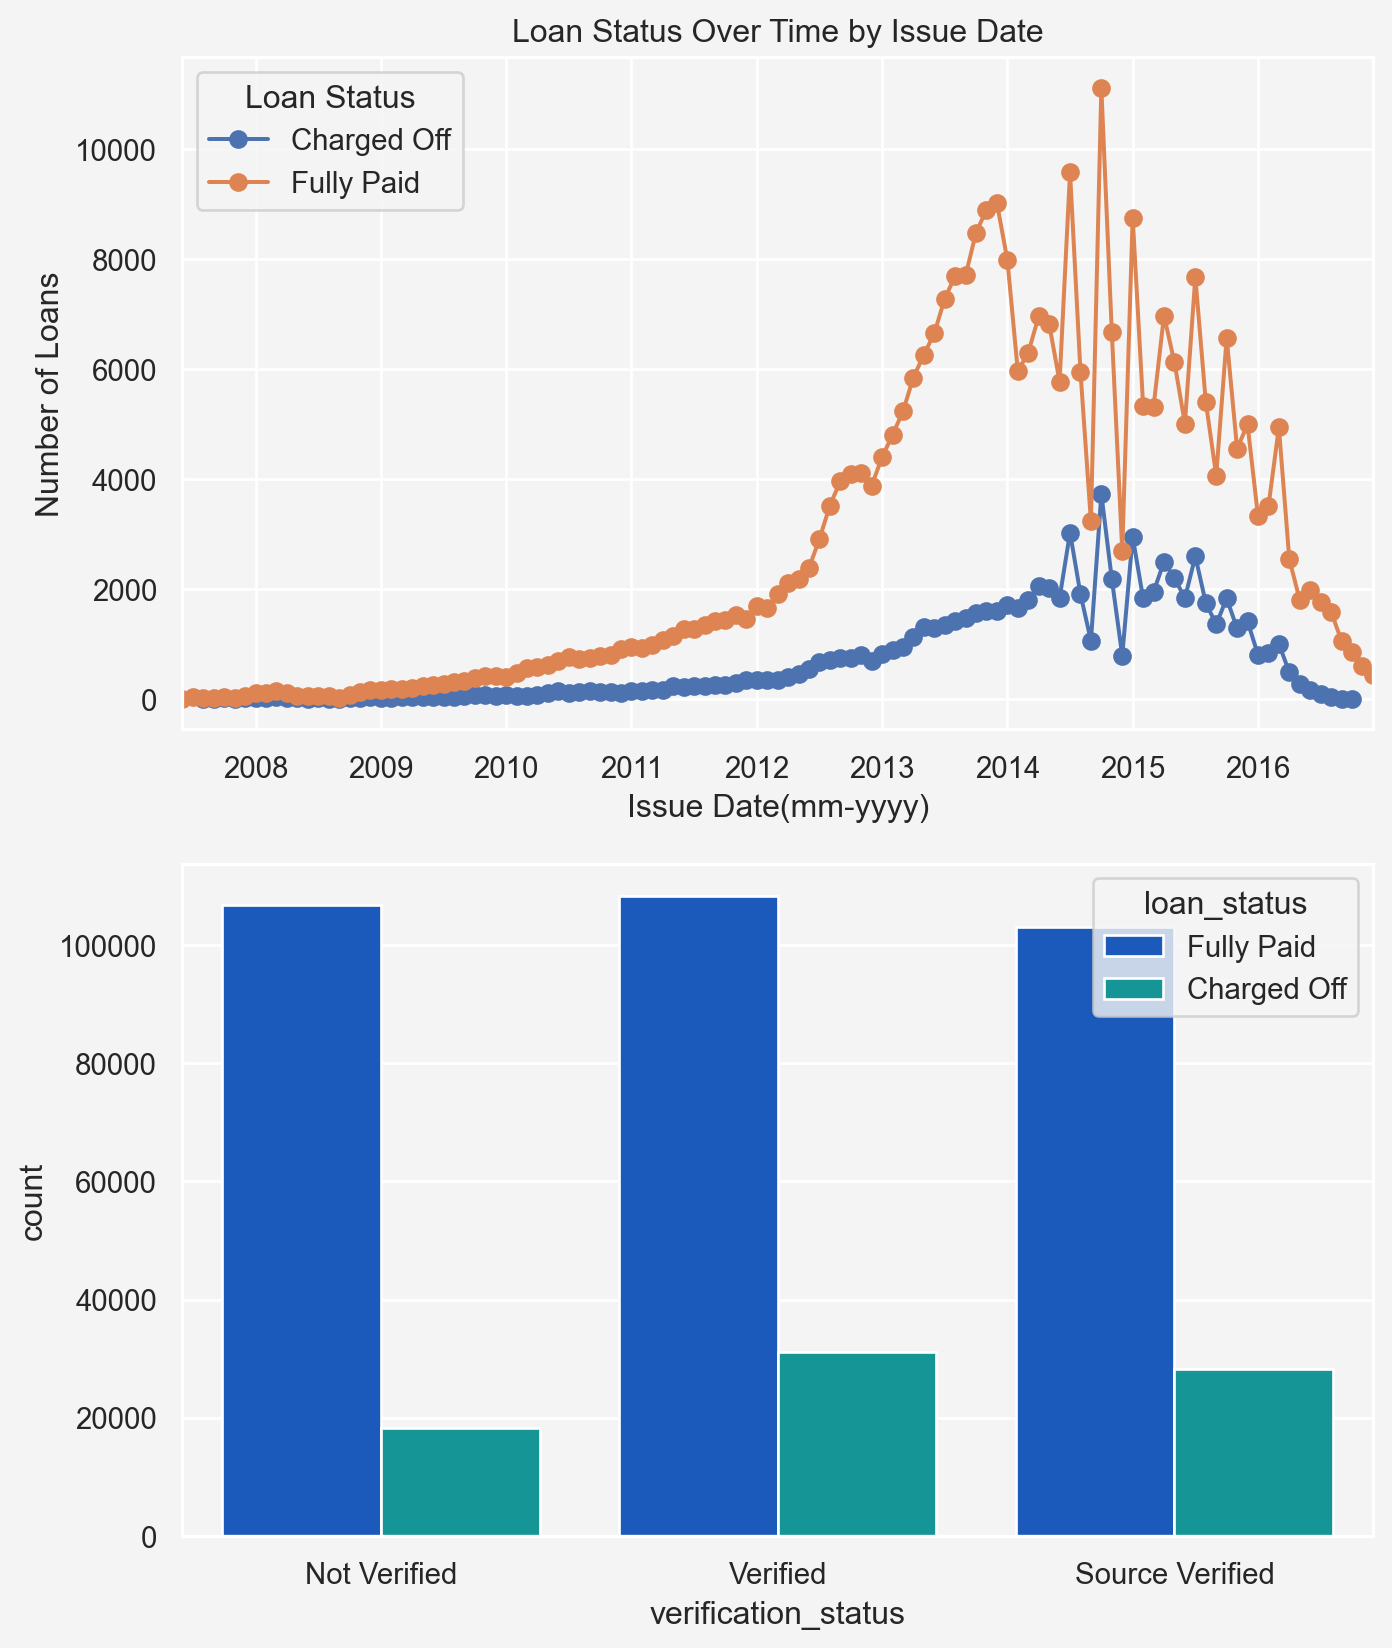 Loan Status Over Time by Issue Date
Loan Status
Charged Off
Fully Paid
Number of Loans
10000
8000
6000
4000
2000
0
2008 2009 2010 2011 2012 2013 2014 2015 2016
Issue Date(mm-yyyy)
loan_status
Fully Paid
Charged Off
count
100000
80000
60000
40000
20000
0
Not Verified Verified Source Verified
verification_status